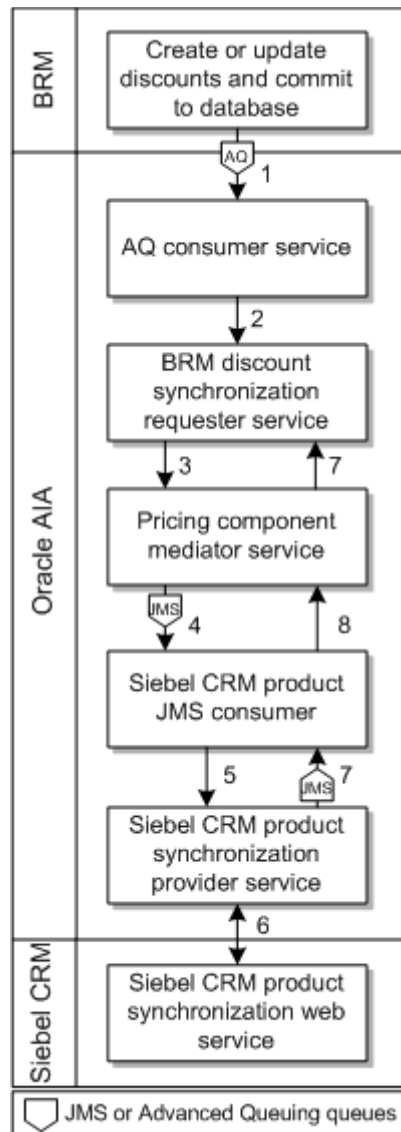 BRM
Create or update
discounts and commit
to database
AQ
1
Oracle AIA
AQ consumer service
2
BRM discount
synchronization
requester service
3
7
Pricing component
mediator service
JMS
4
8
Siebel CRM product
JMS consumer
5
7
JMS
Siebel CRM product
synchronization
provider service
6
Siebel CRM
Siebel CRM product
synchronization web
service
JMS or Advanced Queuing queues